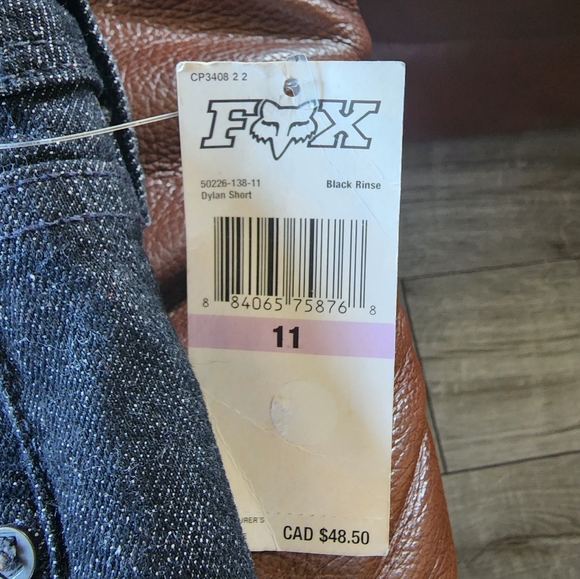 CP3408 2 2
FOX
50226-138-11 Black Rinse
Dylan Short
8 84065 75876 8
11
URER'S
CAD $48.50